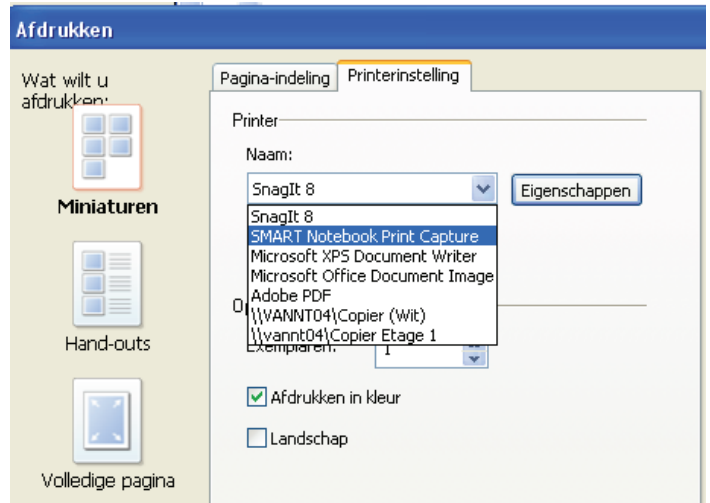 Afdrukken
Wat wilt u
afdrukken:
Miniaturen
Hand-outs
Volledige pagina
Pagina-indeling
Printerinstelling
Printer
Naam:
SnagIt 8
Eigenschappen
SnagIt 8
SMART Notebook Print Capture
Microsoft XPS Document Writer
Microsoft Office Document Image
Adobe PDF
\\VANNT04\Copier (Wit)
\\vannt04\Copier Etage 1
Exemplaren:
1
Afdrukken in kleur
Landschap